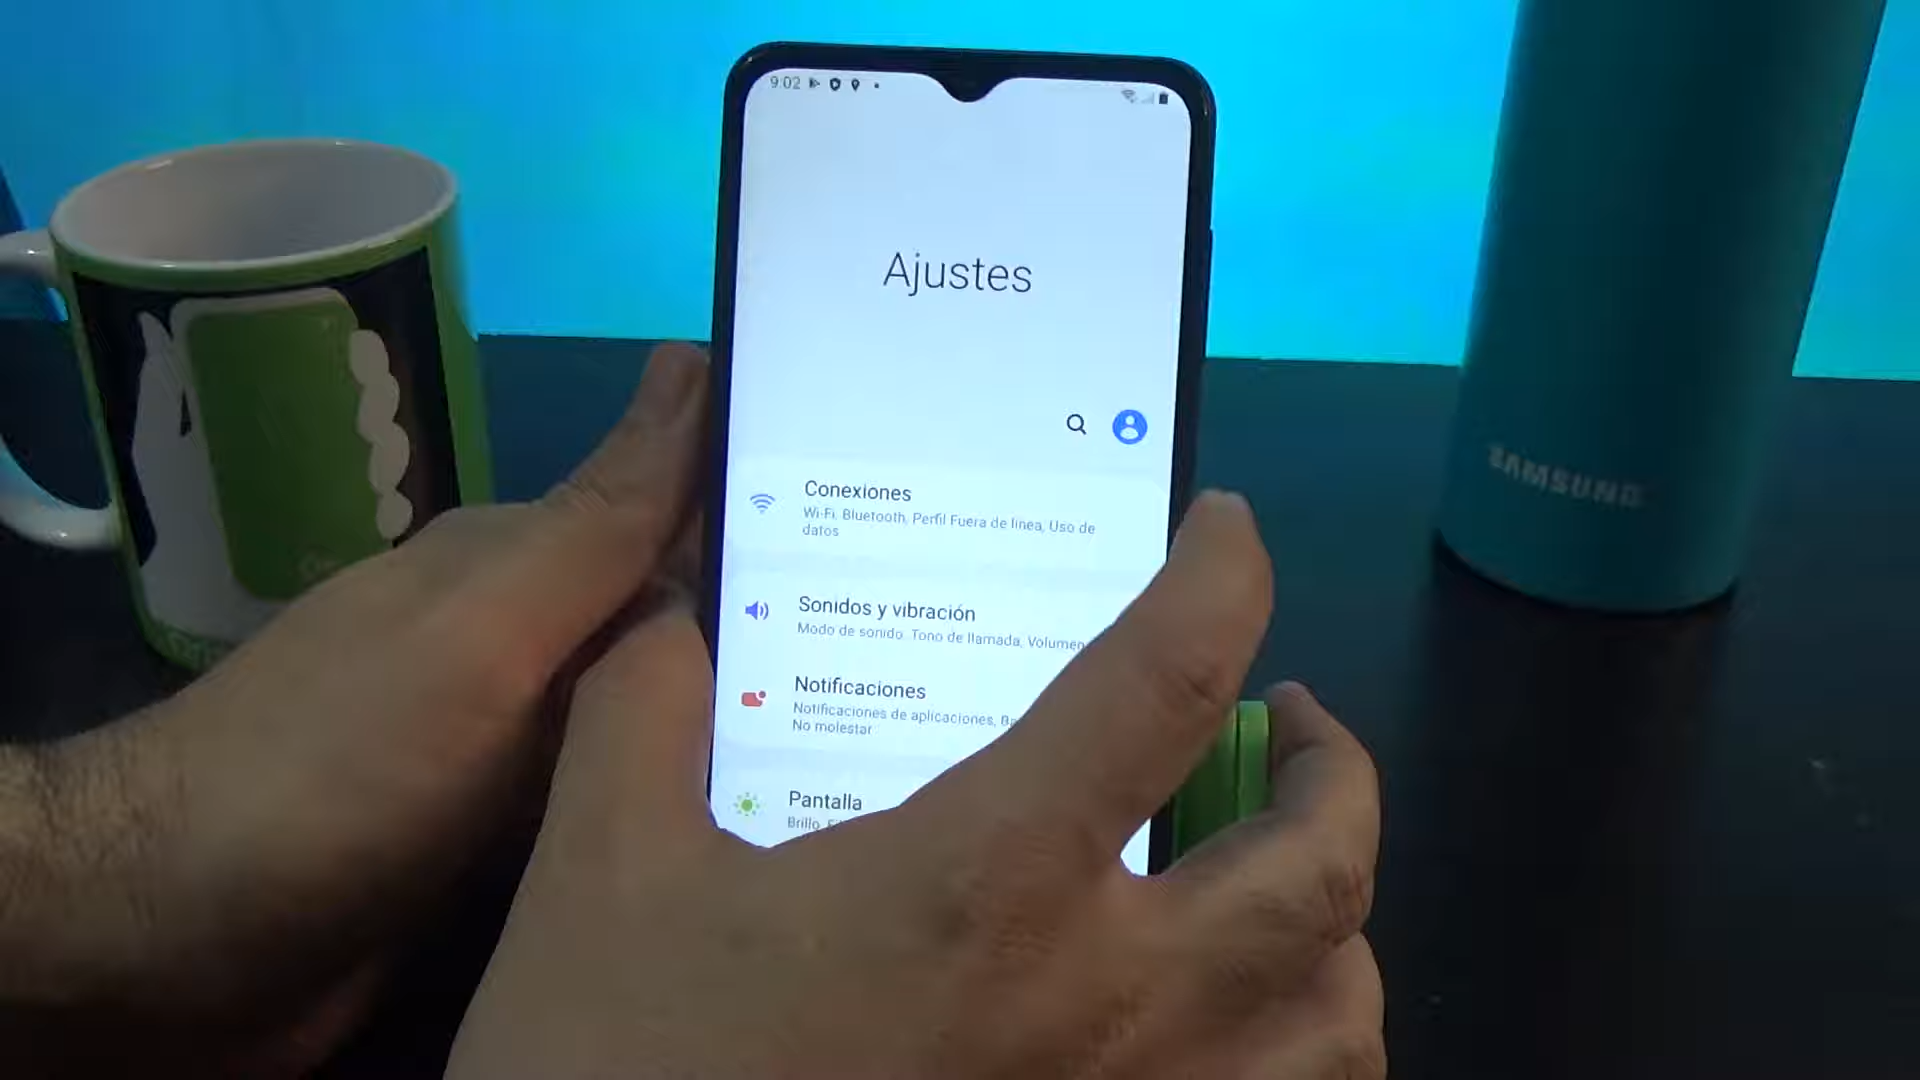 9:02
Ajustes
Conexiones
Wi-Fi, Bluetooth, Perfil Fuera de línea, Uso de
datos
Sonidos y vibración
Modo de sonido, Tono de llamada, Volumen
Notificaciones
Notificaciones de aplicaciones,
No molestar
Pantalla
Brillo,
SAMSUNG